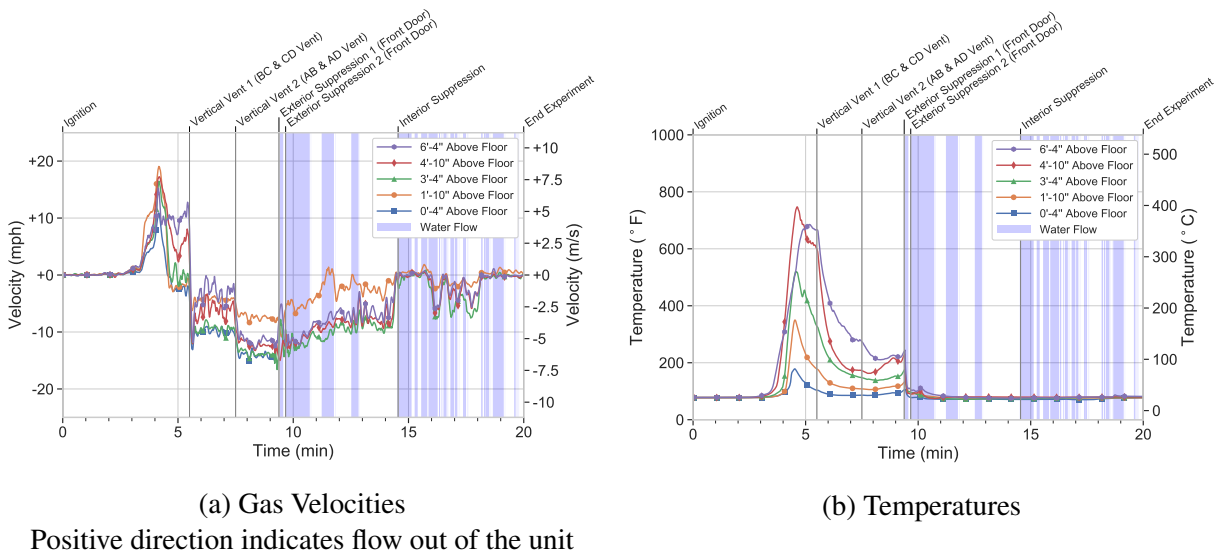 Ignition
Vertical Vent 1 (BC & CD Vent)
Vertical Vent 2 (AB & AD Vent)
Exterior Suppression 1 (Front Door)
Exterior Suppression 2 (Front Door)
Interior Suppression
End Experiment
+20
+10
+0
-10
-20
Velocity (mph)
+10
+7.5
+5
+2.5
+0
-2.5
-5
-7.5
-10
Velocity (m/s)
6'-4" Above Floor
4'-10" Above Floor
3'-4" Above Floor
1'-10" Above Floor
0'-4" Above Floor
Water Flow
0 5 10 15 20
Time (min)
(a) Gas Velocities
Positive direction indicates flow out of the unit
Ignition
Vertical Vent 1 (BC & CD Vent)
Vertical Vent 2 (AB & AD Vent)
Exterior Suppression 1 (Front Door)
Exterior Suppression 2 (Front Door)
Interior Suppression
End Experiment
1000
800
600
400
200
0
Temperature (°F)
500
400
300
200
100
0
Temperature (°C)
6'-4" Above Floor
4'-10" Above Floor
3'-4" Above Floor
1'-10" Above Floor
0'-4" Above Floor
Water Flow
0 5 10 15 20
Time (min)
(b) Temperatures